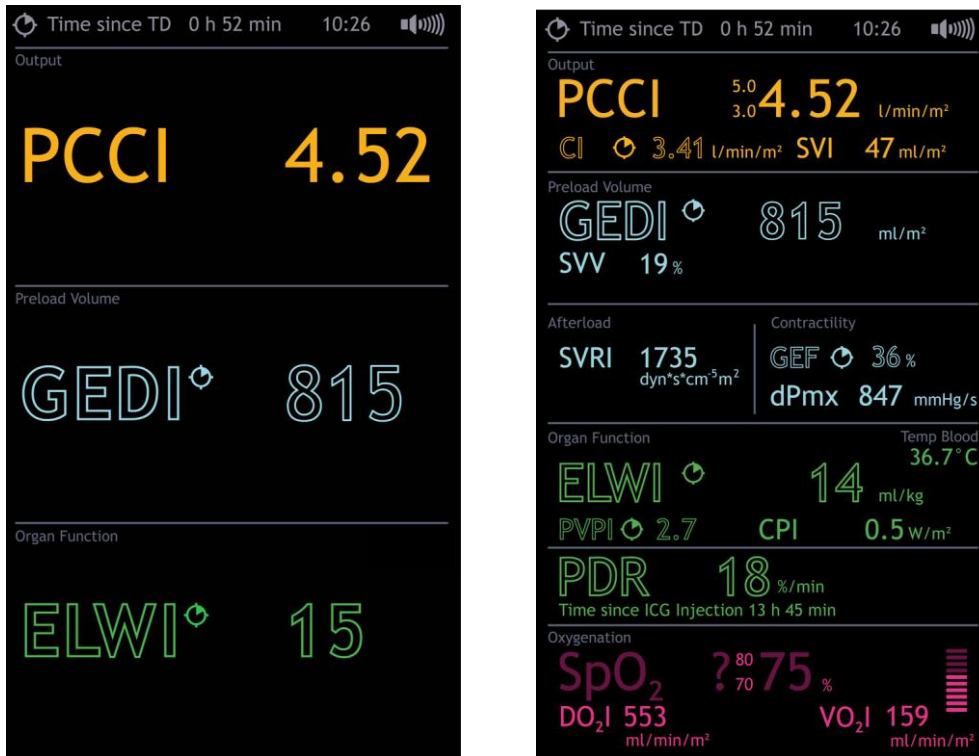 Time since TD 0 h 52 min 10:26
Output
PCCI 4.52
Preload Volume
GEDI 815
Organ Function
ELWI 15
Time since TD 0 h 52 min 10:26
Output
PCCI 5.0 3.0 4.52 l/min/m²
CI 3.41 l/min/m² SVI 47 ml/m²
Preload Volume
GEDI 815 ml/m²
SVV 19 %
Afterload
SVRI 1735
dyn*s*cm⁻⁵m²
Contractility
GEF 36 %
dPmx 847 mmHg/s
Organ Function
Temp Blood
36.7°C
ELWI 14 ml/kg
PVPI 2.7 CPI 0.5 W/m²
PDR 18 %/min
Time since ICG Injection 13 h 45 min
Oxygenation
SpO₂ ? 80 70 75 %
DO₂I 553
ml/min/m²
VO₂I 159
ml/min/m²